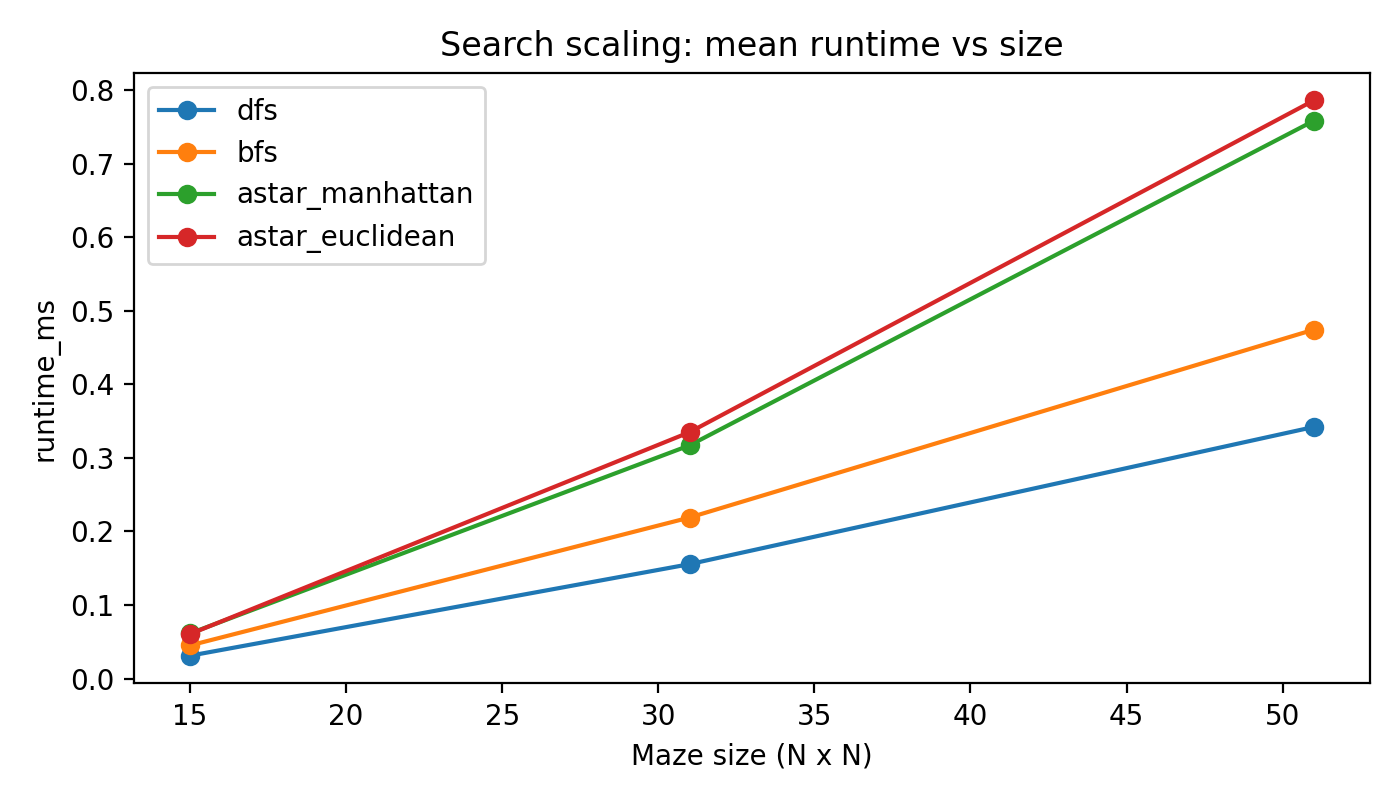 Search scaling: mean runtime vs size
dfs
bfs
astar_manhattan
astar_euclidean
runtime_ms
0.8
0.7
0.6
0.5
0.4
0.3
0.2
0.1
0.0
15 20 25 30 35 40 45 50
Maze size (N x N)